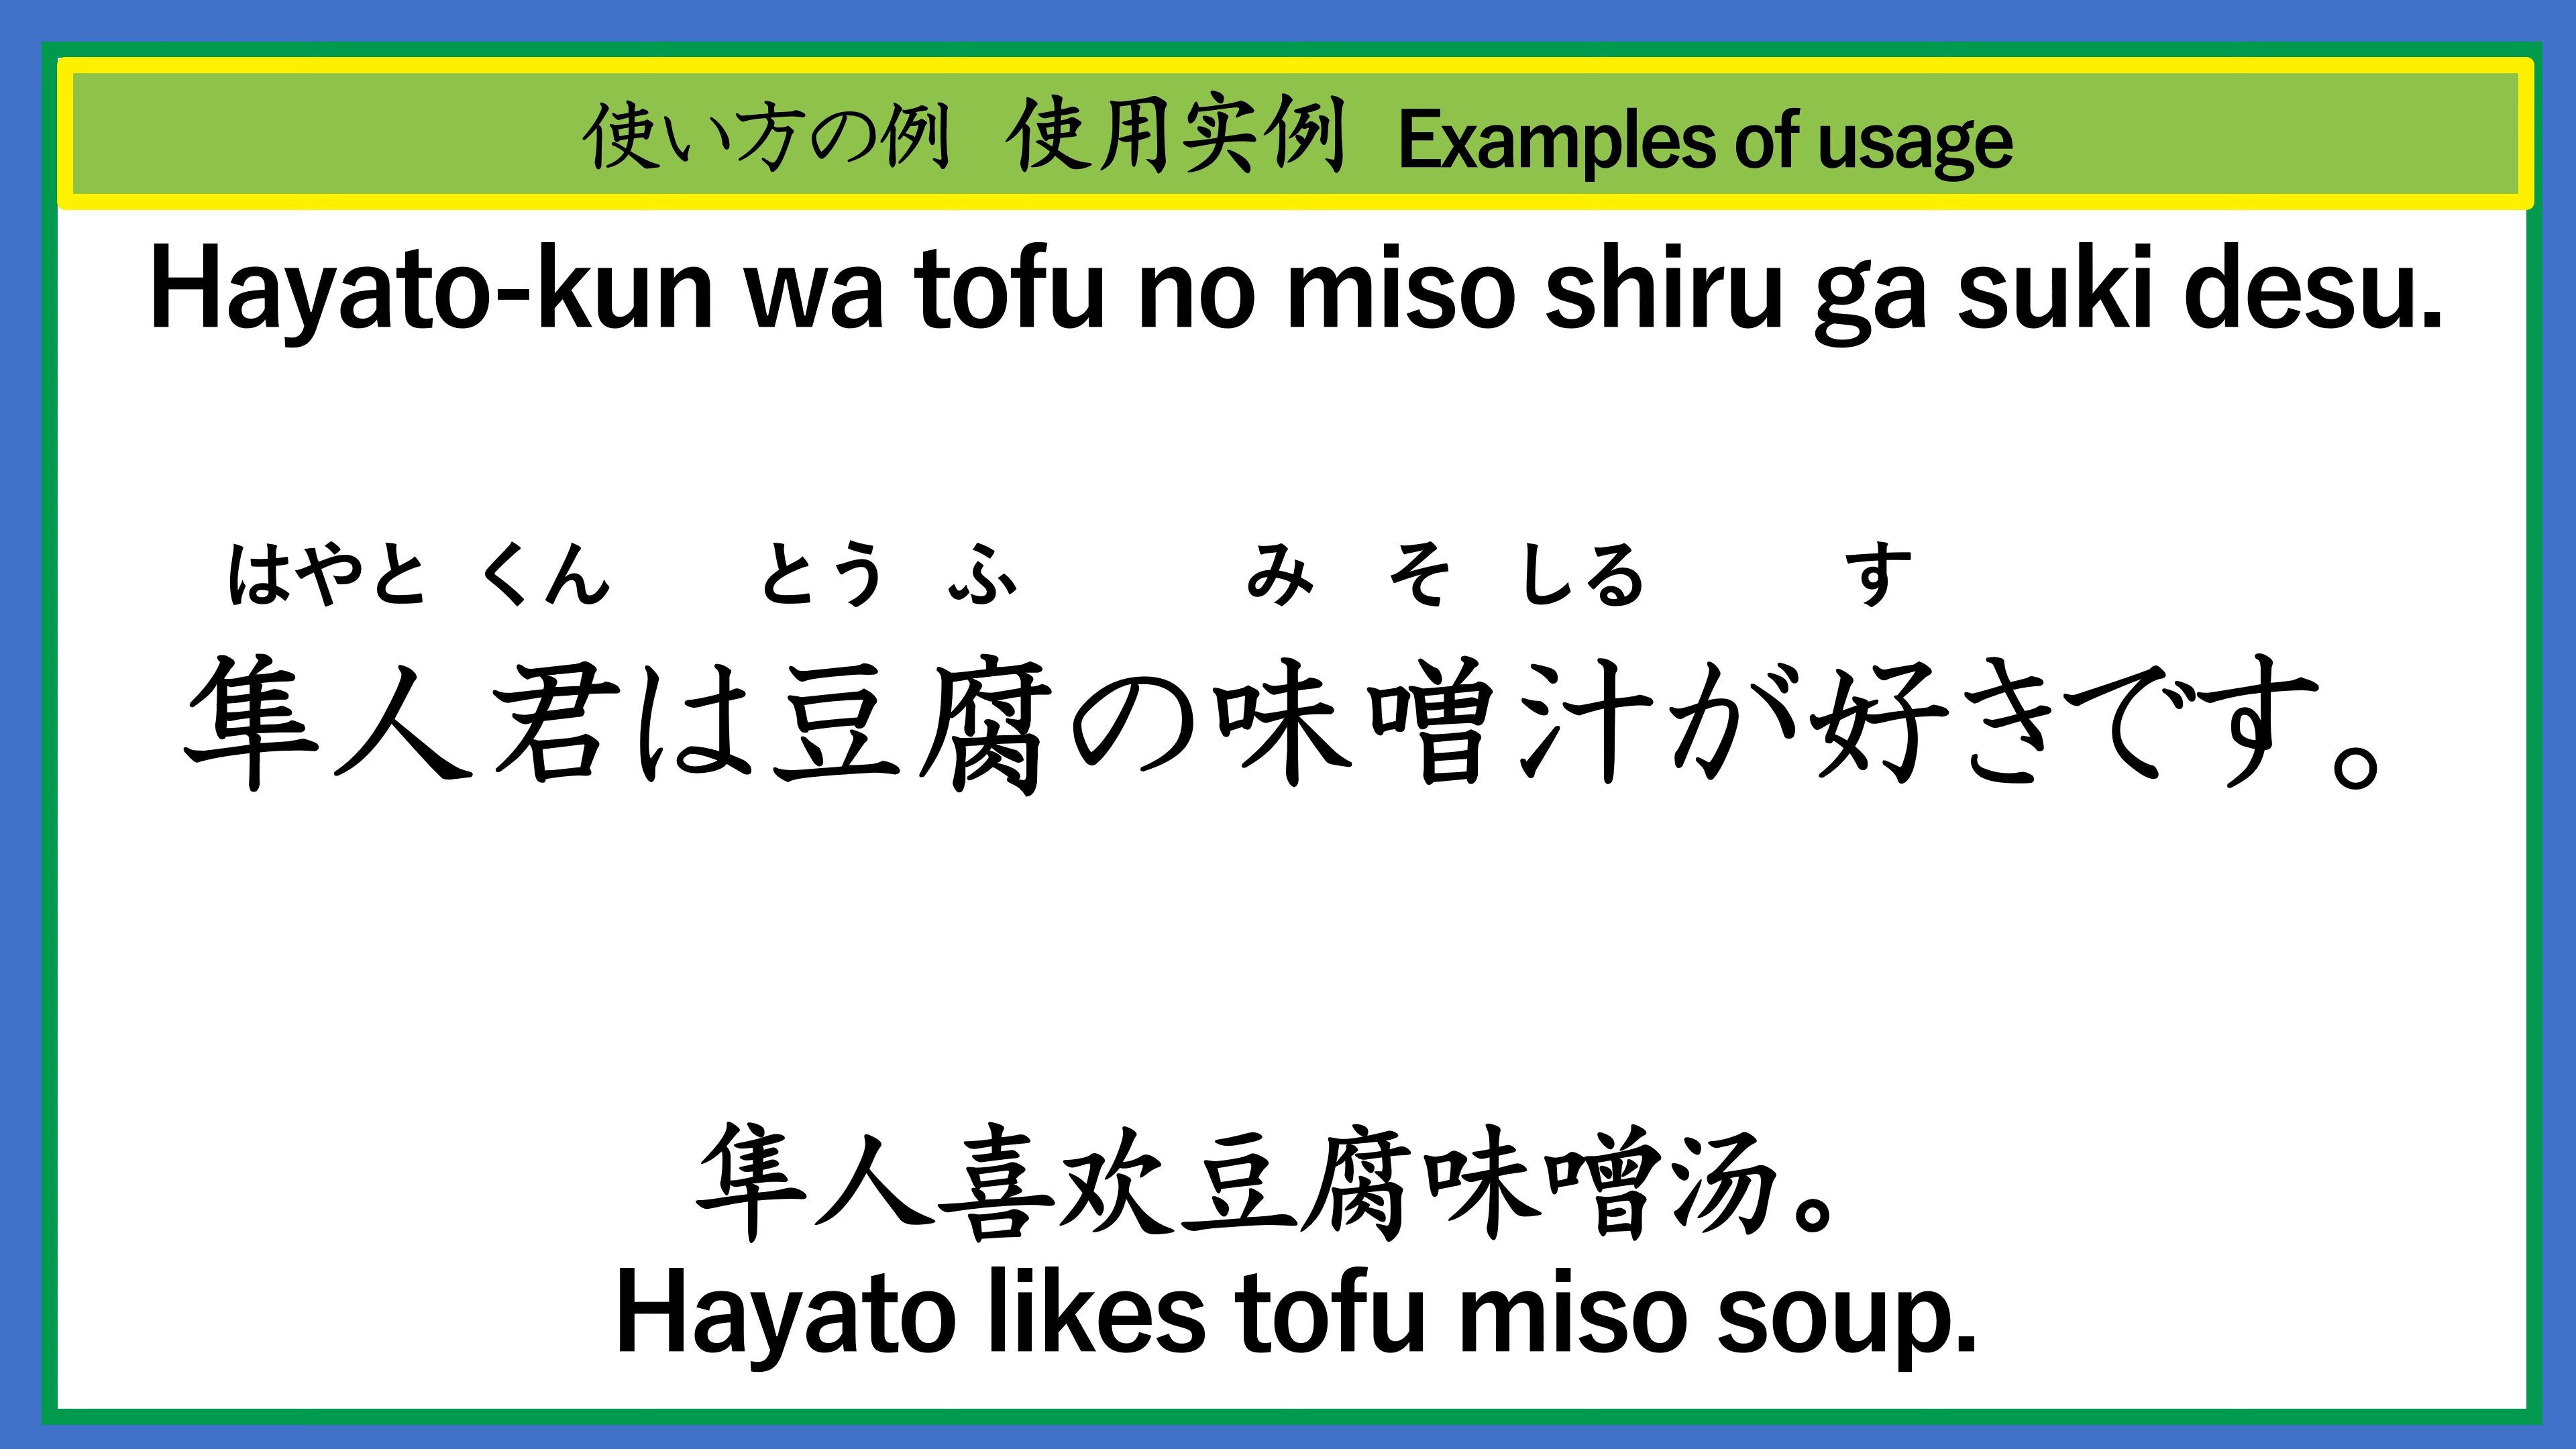 使い方の例 使用实例 Examples of usage
Hayato-kun wa tofu no miso shiru ga suki desu.
はやと くん とう ふ み そ しる す
隼人君は豆腐の味噌汁が好きです。
隼人喜欢豆腐味噌汤。
Hayato likes tofu miso soup.